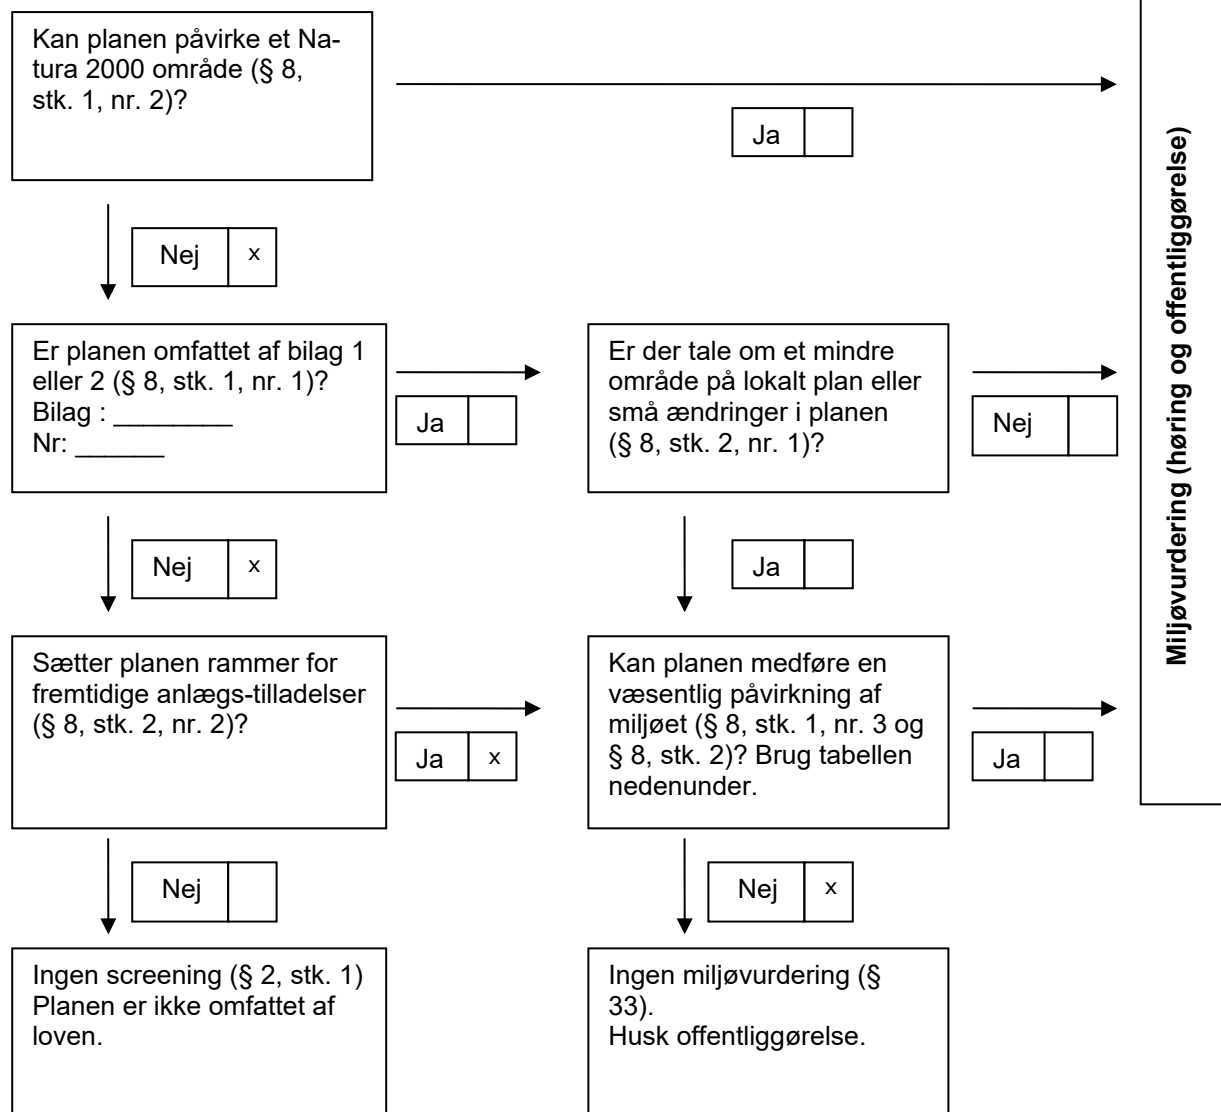 Kan planen påvirke et Na-
tura 2000 område (§ 8,
stk. 1, nr. 2)?
Ja
Nej x
Er planen omfattet af bilag 1
eller 2 (§ 8, stk. 1, nr. 1)?
Bilag : ________
Nr: ______
Ja
Er der tale om et mindre
område på lokalt plan eller
små ændringer i planen
(§ 8, stk. 2, nr. 1)?
Nej
Nej x
Ja
Sætter planen rammer for
fremtidige anlægs-tilladelser
(§ 8, stk. 2, nr. 2)?
Ja x
Kan planen medføre en
væsentlig påvirkning af
miljøet (§ 8, stk. 1, nr. 3 og
§ 8, stk. 2)? Brug tabellen
nedenunder.
Ja
Nej
Nej x
Ingen screening (§ 2, stk. 1)
Planen er ikke omfattet af
loven.
Ingen miljøvurdering (§
33).
Husk offentliggørelse.
Miljøvurdering (høring og offentliggørelse)